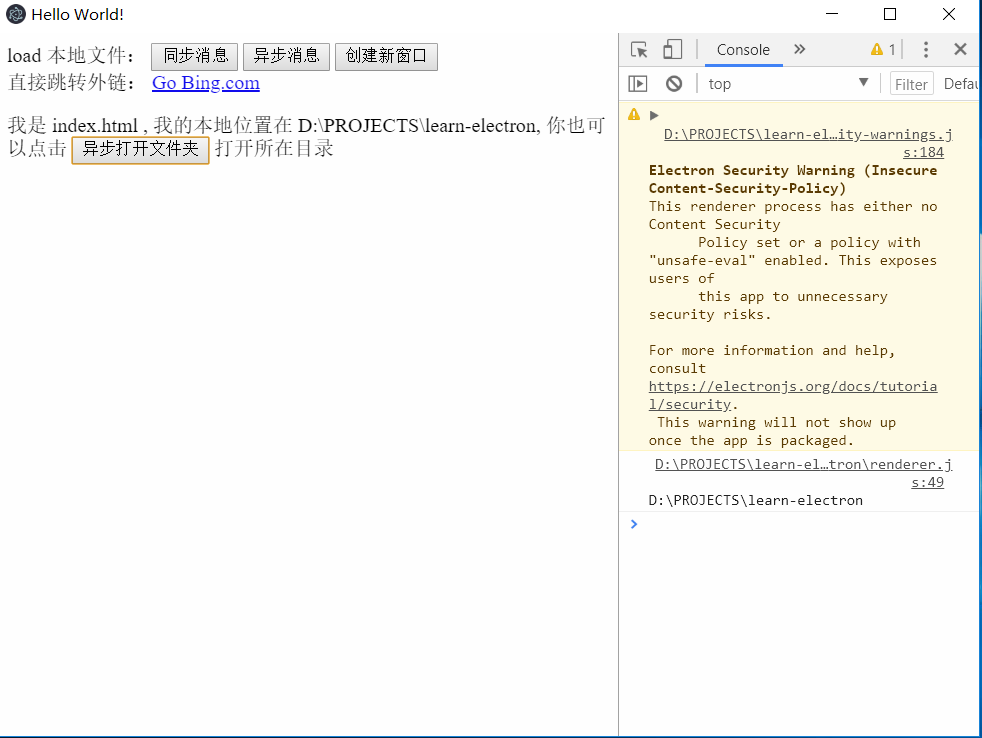 Hello World!
load 本地文件： 同步消息 异步消息 创建新窗口
直接跳转外链： Go Bing.com
我是 index.html , 我的本地位置在 D:\PROJECTS\learn-electron, 你也可
以点击 异步打开文件夹 打开所在目录
Console » 1
top Filter Defau
D:\PROJECTS\learn-el…ity-warnings.j
s:184
Electron Security Warning (Insecure
Content-Security-Policy)
This renderer process has either no
Content Security
Policy set or a policy with
"unsafe-eval" enabled. This exposes
users of
this app to unnecessary
security risks.
For more information and help,
consult
https://electronjs.org/docs/tutoria
l/security.
This warning will not show up
once the app is packaged.
D:\PROJECTS\learn-el…tron\renderer.j
s:49
D:\PROJECTS\learn-electron